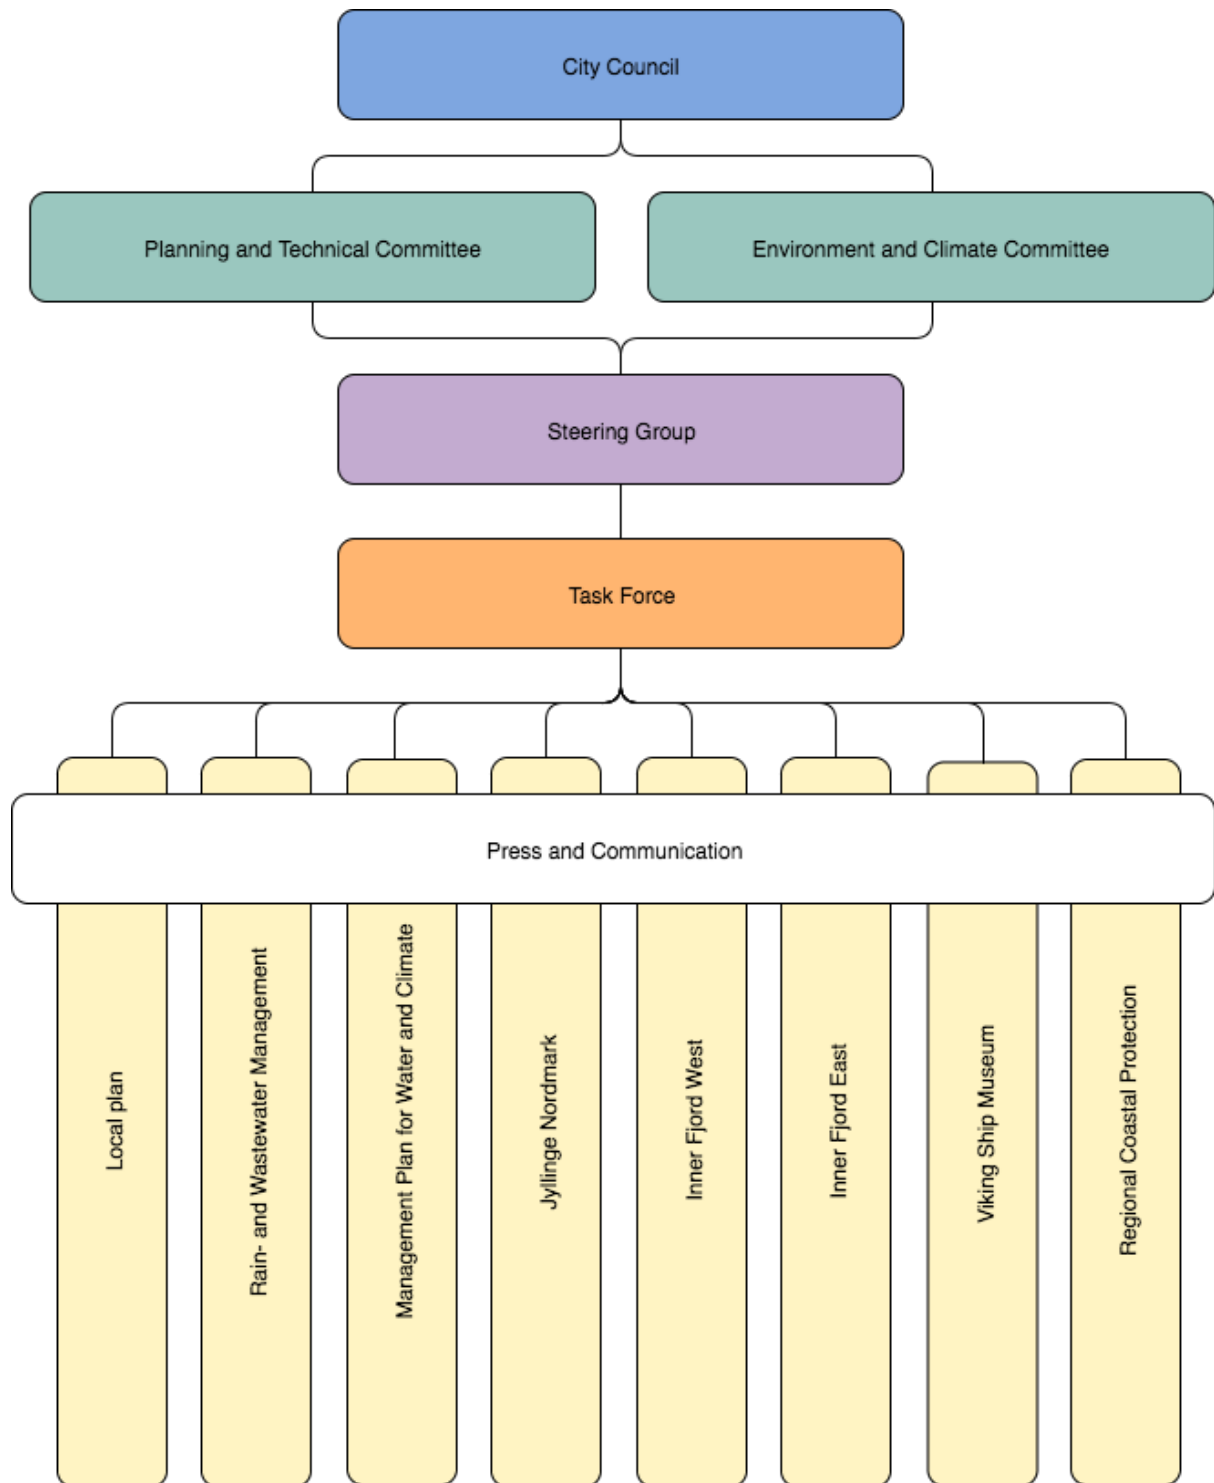 City Council
Planning and Technical Committee
Environment and Climate Committee
Steering Group
Task Force
Press and Communication
Local plan
Rain- and Wastewater Management
Management Plan for Water and Climate
Jyllinge Nordmark
Inner Fjord West
Inner Fjord East
Viking Ship Museum
Regional Coastal Protection